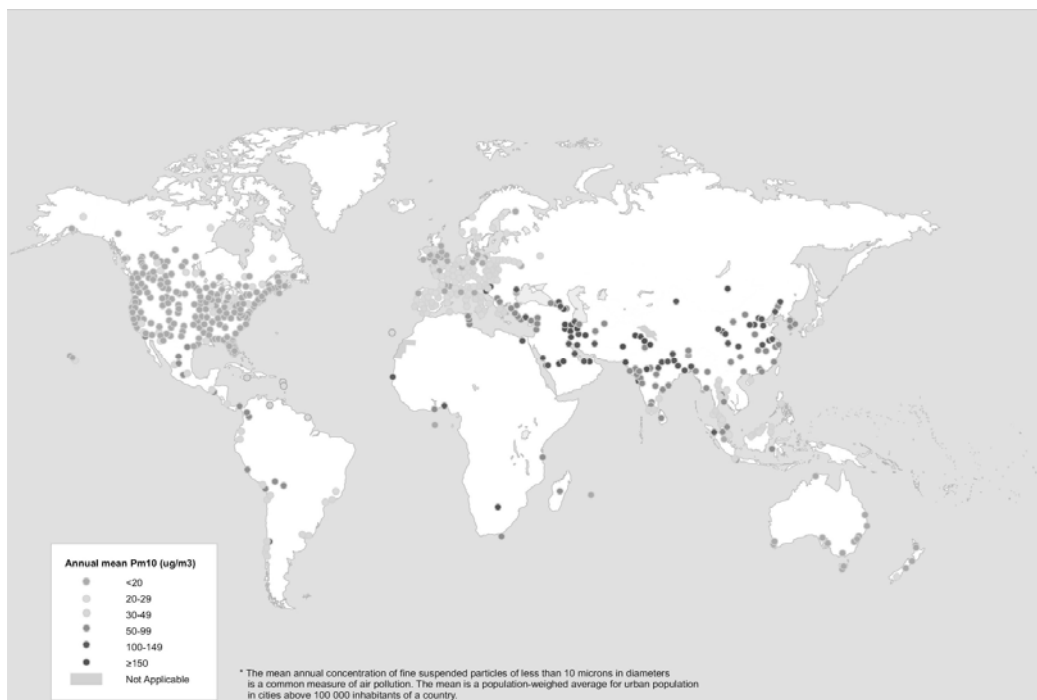 Annual mean Pm10 (ug/m3)
<20
20-29
30-49
50-99
100-149
≥150
Not Applicable
* The mean annual concentration of fine suspended particles of less than 10 microns in diameters
is a common measure of air pollution. The mean is a population-weighed average for urban population
in cities above 100 000 inhabitants of a country.